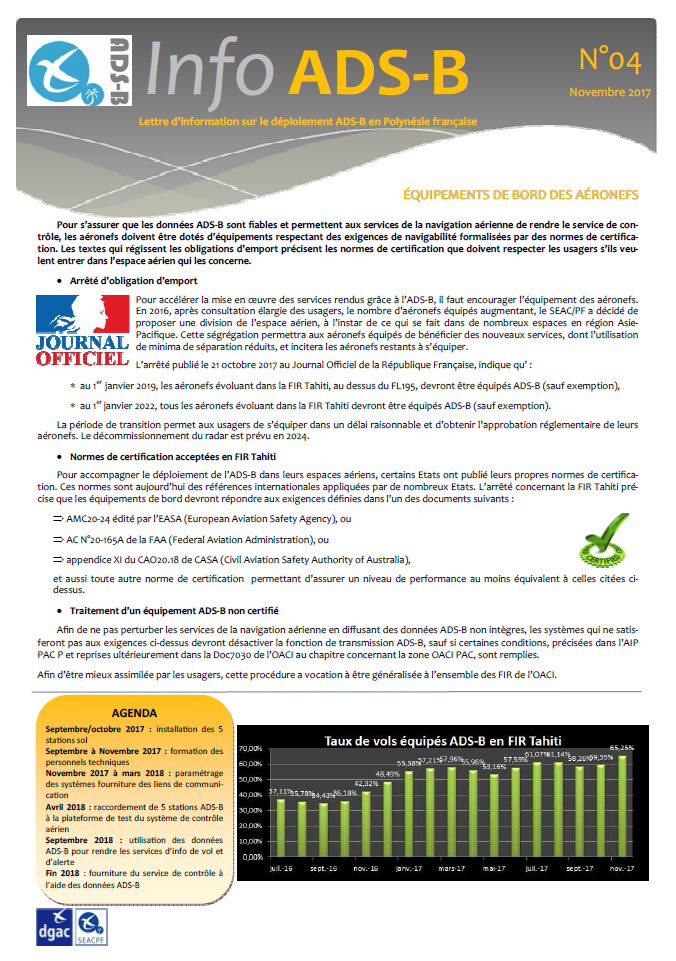 ADS-B
Info ADS-B
N°04
Novembre 2017
Lettre d'information sur le déploiement ADS-B en Polynésie française
ÉQUIPEMENTS DE BORD DES AÉRONEFS
Pour s'assurer que les données ADS-B sont fiables et permettent aux services de la navigation aérienne de rendre le service de con-
trôle, les aéronefs doivent être dotés d'équipements respectant des exigences de navigabilité formalisées par des normes de certifica-
tion. Les textes qui régissent les obligations d'emport précisent les normes de certification que doivent respecter les usagers s'ils veu-
lent entrer dans l'espace aérien qui les concerne.
• Arrêté d'obligation d'emport
JOURNAL
OFFICIEL
Pour accélérer la mise en œuvre des services rendus grâce à l'ADS-B, il faut encourager l'équipement des aéronefs.
En 2016, après consultation élargie des usagers, le nombre d'aéronefs équipés augmentant, le SEAC/PF a décidé de
proposer une division de l'espace aérien, à l'instar de ce qui se fait dans de nombreux espaces en région Asie-
Pacifique. Cette ségrégation permettra aux aéronefs équipés de bénéficier des nouveaux services, dont l'utilisation
de minima de séparation réduits, et incitera les aéronefs restants à s'équiper.
L'arrêté publié le 21 octobre 2017 au Journal Officiel de la République Française, indique qu' :
* au 1er janvier 2019, les aéronefs évoluant dans la FIR Tahiti, au dessus du FL195, devront être équipés ADS-B (sauf exemption),
* au 1er janvier 2022, tous les aéronefs évoluant dans la FIR Tahiti devront être équipés ADS-B (sauf exemption).
La période de transition permet aux usagers de s'équiper dans un délai raisonnable et d'obtenir l'approbation réglementaire de leurs
aéronefs. Le décommissionnement du radar est prévu en 2024.
• Normes de certification acceptées en FIR Tahiti
Pour accompagner le déploiement de l'ADS-B dans leurs espaces aériens, certains Etats ont publié leurs propres normes de certifica-
tion. Ces normes sont aujourd'hui des références internationales appliquées par de nombreux Etats. L'arrêté concernant la FIR Tahiti pré-
cise que les équipements de bord devront répondre aux exigences définies dans l'un des documents suivants :
⇒ AMC20-24 édité par l'EASA (European Aviation Safety Agency), ou
⇒ AC N°20-165A de la FAA (Federal Aviation Administration), ou
⇒ appendice XI du CAO20.18 de CASA (Civil Aviation Safety Authority of Australia),
CERTIFIED
et aussi toute autre norme de certification permettant d'assurer un niveau de performance au moins équivalent à celles citées ci-
dessus.
• Traitement d'un équipement ADS-B non certifié
Afin de ne pas perturber les services de la navigation aérienne en diffusant des données ADS-B non intègres, les systèmes qui ne satis-
feront pas aux exigences ci-dessus devront désactiver la fonction de transmission ADS-B, sauf si certaines conditions, précisées dans l'AIP
PAC P et reprises ultérieurement dans la Doc7030 de l'OACI au chapitre concernant la zone OACI PAC, sont remplies.
Afin d'être mieux assimilée par les usagers, cette procédure a vocation à être généralisée à l'ensemble des FIR de l'OACI.
AGENDA
Septembre/octobre 2017 : installation des 5
stations sol
Septembre à Novembre 2017 : formation des
personnels techniques
Novembre 2017 à mars 2018 : paramétrage
des systèmes fourniture des liens de communi-
cation
Avril 2018 : raccordement de 5 stations ADS-B
à la plateforme de test du système de contrôle
aérien
Septembre 2018 : utilisation des données
ADS-B pour rendre les services d'info de vol et
d'alerte
Fin 2018 : fourniture du service de contrôle à
l'aide des données ADS-B
Taux de vols équipés ADS-B en FIR Tahiti
70,00%
60,00%
50,00%
40,00%
30,00%
20,00%
10,00%
0,00%
37,11% 35,78% 34,43% 36,18% 42,32% 48,49% 55,38% 57,21% 57,96% 55,96% 53,16% 57,59% 61,07% 61,14% 58,26% 59,35% 65,25%
juil.-16 sept.-16 nov.-16 janv.-17 mars-17 mai-17 juil.-17 sept.-17 nov.-17
dgac
SEACPF